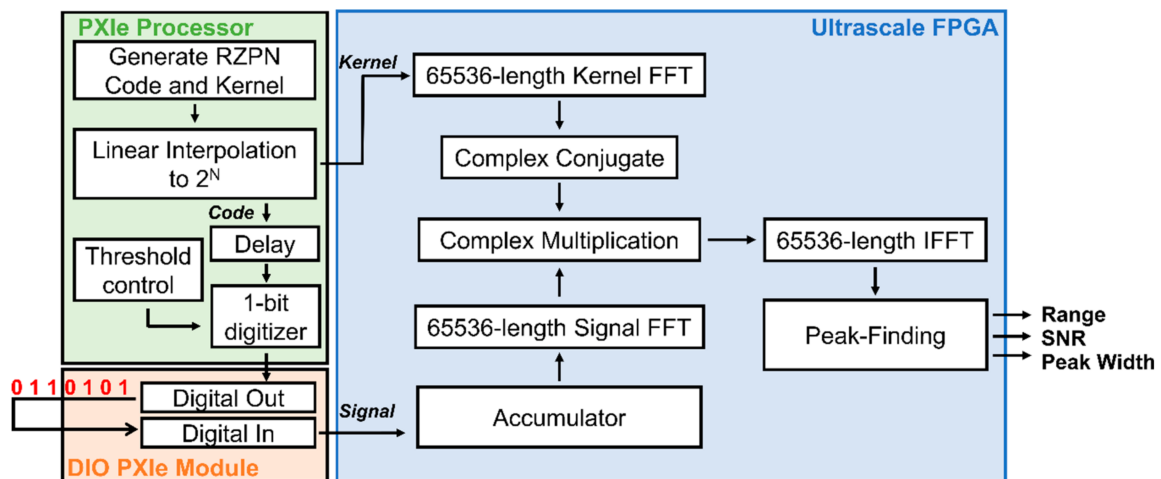 PXIe Processor
Generate RZPN
Code and Kernel
Linear Interpolation
to 2ᴺ
Code
Delay
Threshold
control
1-bit
digitizer
0 1 1 0 1 0 1
Digital Out
Digital In
DIO PXIe Module
Kernel
Signal
Ultrascale FPGA
65536-length Kernel FFT
Complex Conjugate
Complex Multiplication
65536-length IFFT
65536-length Signal FFT
Accumulator
Peak-Finding
Range
SNR
Peak Width